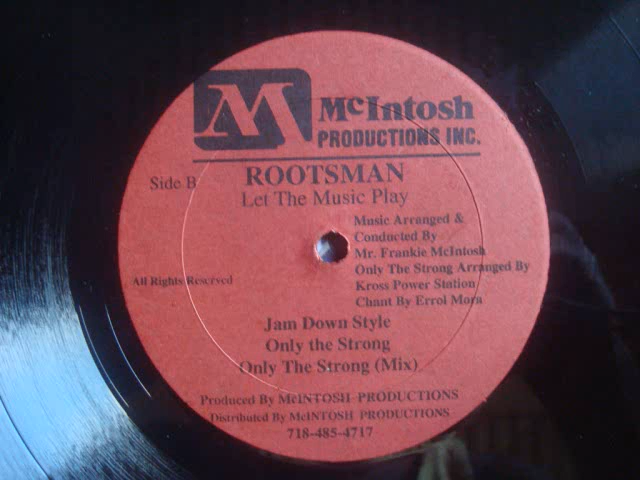 M McIntosh
PRODUCTIONS INC.
Side B
ROOTSMAN
Let The Music Play
Music Arranged &
Conducted By
Mr. Frankie McIntosh
Only The Strong Arranged By
Kross Power Station
Chant By Errol Mora
All Rights Reserved
Jam Down Style
Only the Strong
Only The Strong (Mix)
Produced By McINTOSH PRODUCTIONS
Distributed By McINTOSH PRODUCTIONS
718-485-4717